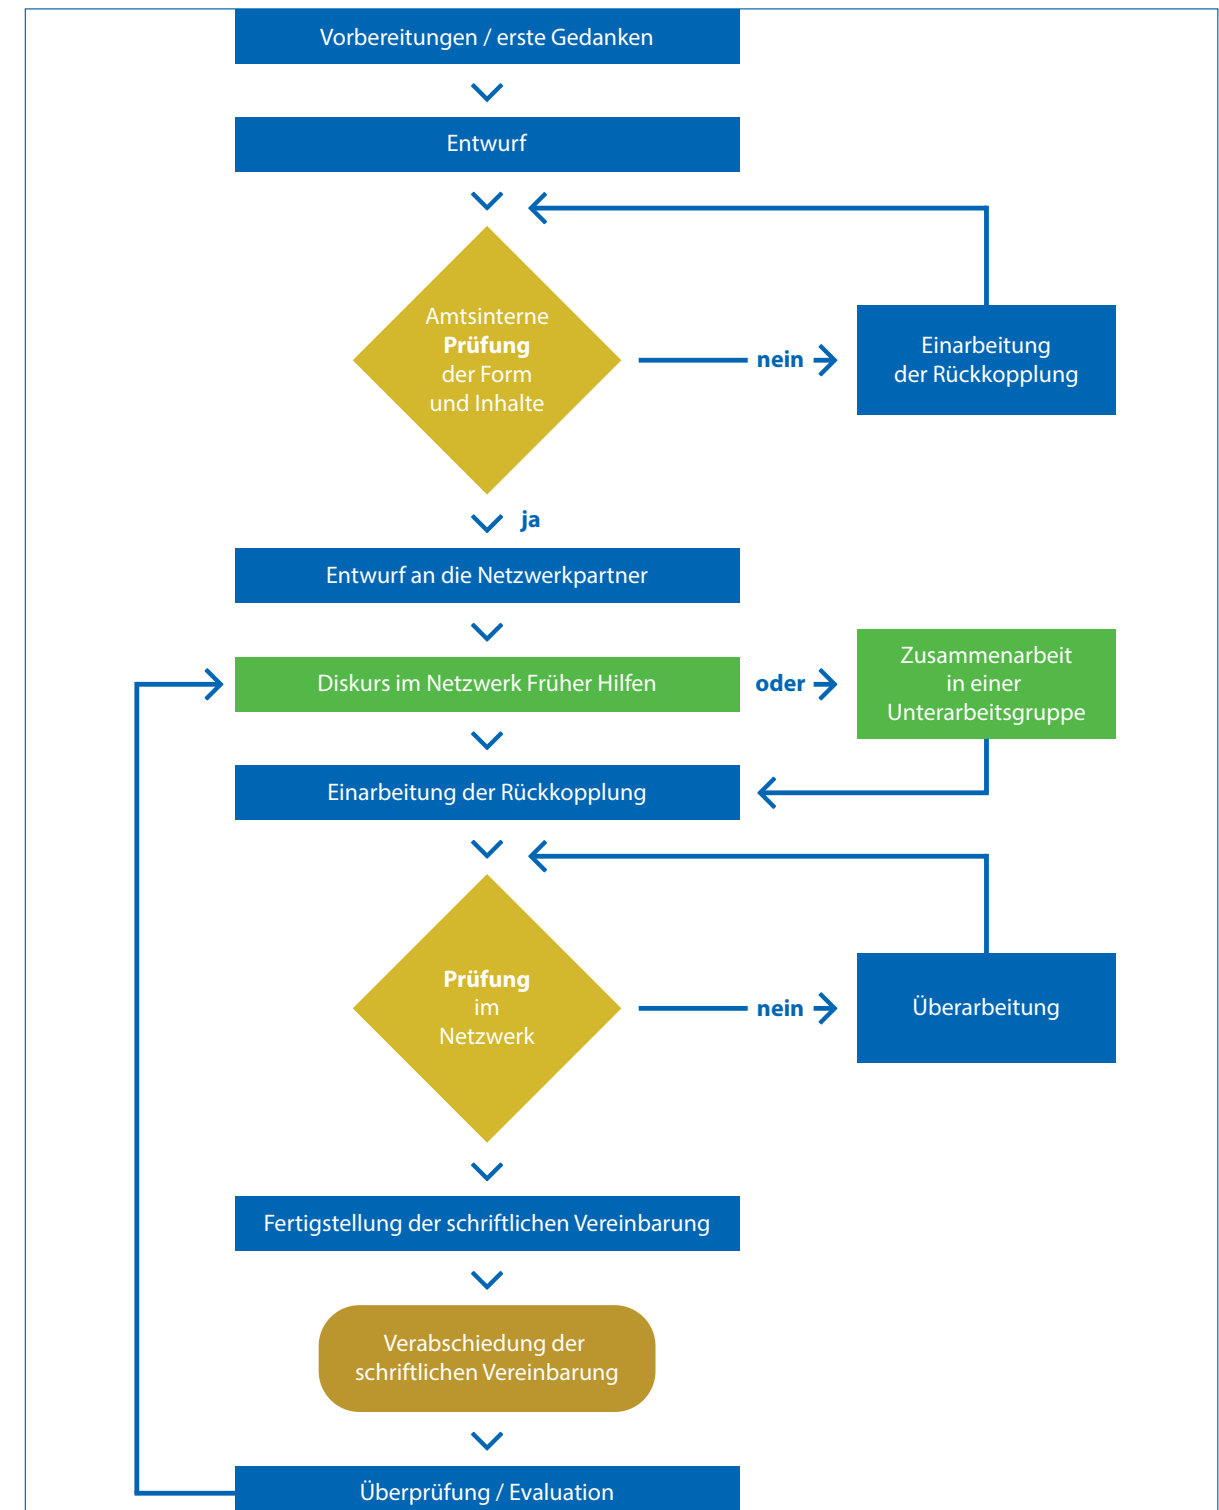 Vorbereitungen / erste Gedanken
Entwurf
Amtsinterne
Prüfung
der Form
und Inhalte
nein
Einarbeitung
der Rückkopplung
ja
Entwurf an die Netzwerkpartner
Diskurs im Netzwerk Früher Hilfen
oder
Zusammenarbeit
in einer
Unterarbeitsgruppe
Einarbeitung der Rückkopplung
Prüfung
im
Netzwerk
nein
Überarbeitung
Fertigstellung der schriftlichen Vereinbarung
Verabschiedung der
schriftlichen Vereinbarung
Überprüfung / Evaluation